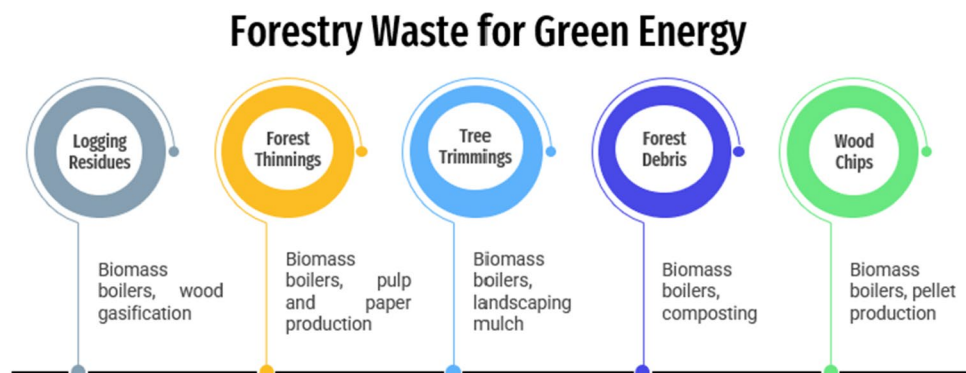 Forestry Waste for Green Energy
Logging
Residues
Forest
Thinnings
Tree
Trimmings
Forest
Debris
Wood
Chips
Biomass
boilers, wood
gasification
Biomass
boilers, pulp
and paper
production
Biomass
boilers,
landscaping
mulch
Biomass
boilers,
composting
Biomass
boilers, pellet
production